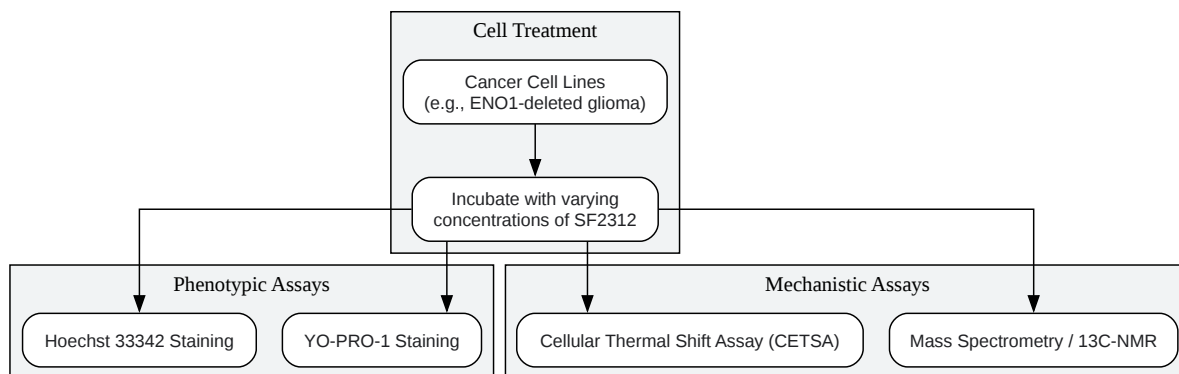 Cell Treatment
Cancer Cell Lines
(e.g., ENO1-deleted glioma)
Incubate with varying
concentrations of SF2312
Phenotypic Assays
Mechanistic Assays
Hoechst 33342 Staining
YO-PRO-1 Staining
Cellular Thermal Shift Assay (CETSA)
Mass Spectrometry / 13C-NMR